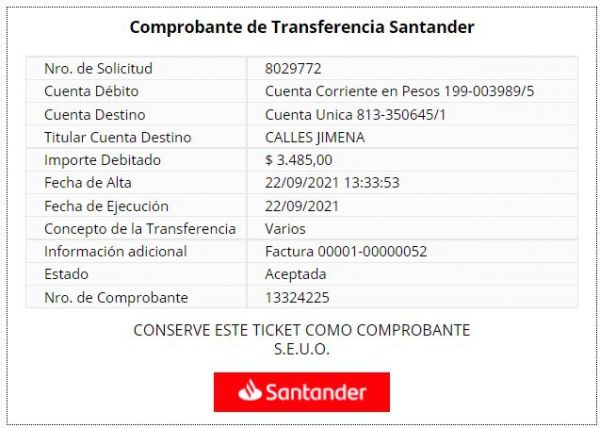 Comprobante de Transferencia Santander
Nro. de Solicitud 8029772
Cuenta Débito Cuenta Corriente en Pesos 199-003989/5
Cuenta Destino Cuenta Unica 813-350645/1
Titular Cuenta Destino CALLES JIMENA
Importe Debitado $ 3.485,00
Fecha de Alta 22/09/2021 13:33:53
Fecha de Ejecución 22/09/2021
Concepto de la Transferencia Varios
Información adicional Factura 00001-00000052
Estado Aceptada
Nro. de Comprobante 13324225
CONSERVE ESTE TICKET COMO COMPROBANTE
S.E.U.O.
Santander